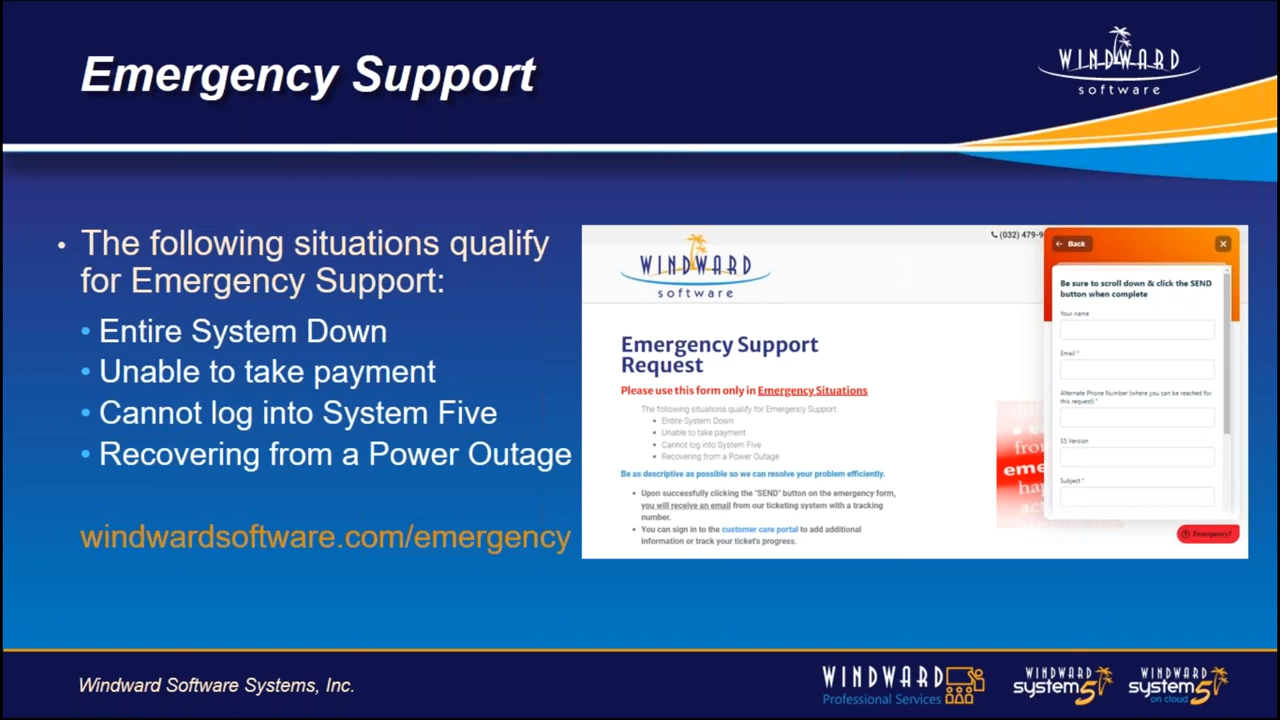 Emergency Support
WINDWARD
software
• The following situations qualify
for Emergency Support:
• Entire System Down
• Unable to take payment
• Cannot log into System Five
• Recovering from a Power Outage
windwardsoftware.com/emergency
(032) 479-9
WINDWARD
software
Emergency Support
Request
Please use this form only in Emergency Situations
The following situations qualify for Emergency Support
Entire System Down
Unable to take payment
Cannot log into System Five
Recovering from a Power Outage
Be as descriptive as possible so we can resolve your problem efficiently.
Upon successfully clicking the "SEND" button on the emergency form,
you will receive an email from our ticketing system with a tracking
number.
You can sign in to the customer care portal to add additional
information or track your ticket's progress.
from
eme
hap
← Back
×
Be sure to scroll down & click the SEND
button when complete
Your name
Email *
Alternate Phone Number (where you can be reached for
this request) *
S5 Version
Subject *
Emergency?
Windward Software Systems, Inc.
WINDWARD
Professional Services
WINDWARD
system5
WINDWARD
system5
on cloud